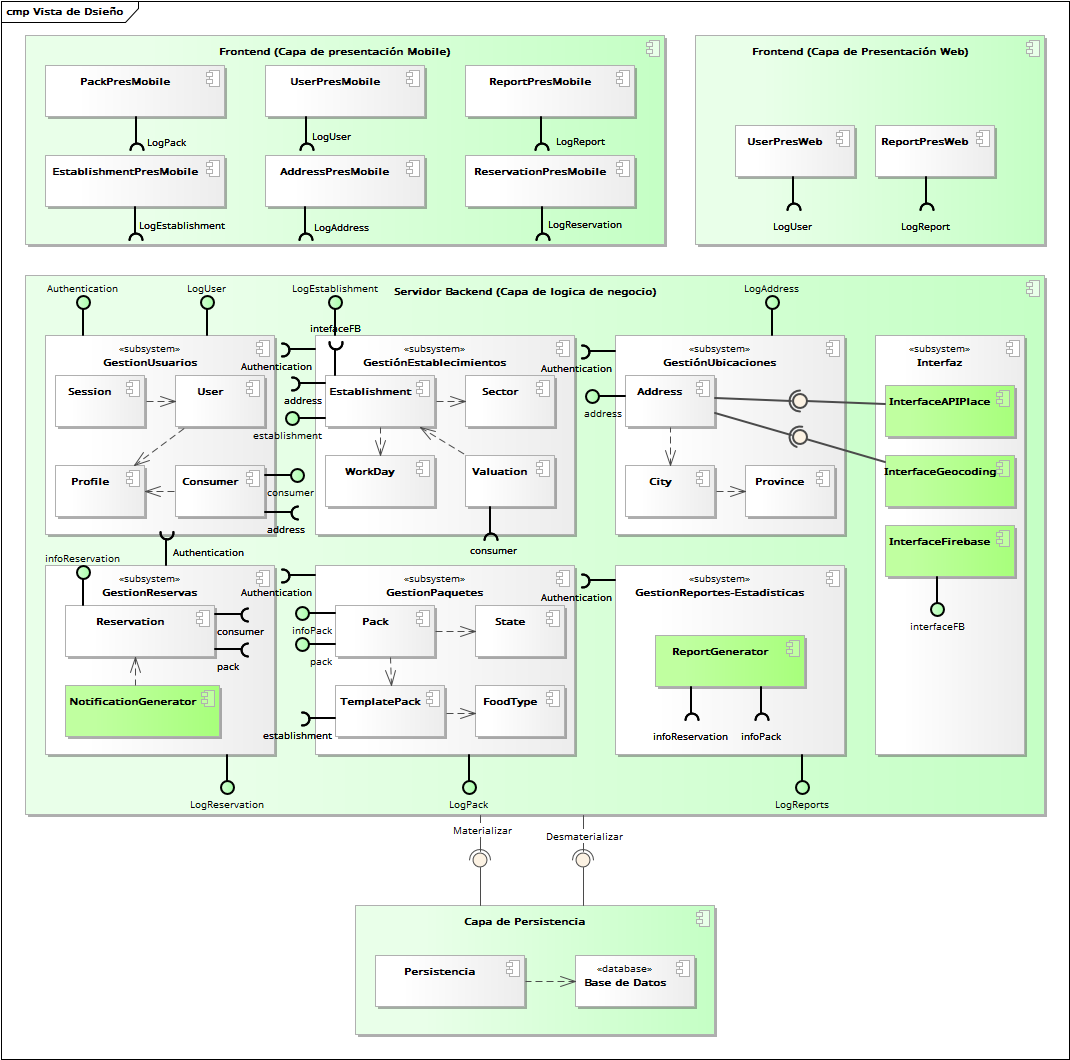 cmp Vista de Dsieño
Frontend (Capa de presentación Mobile)
PackPresMobile
UserPresMobile
ReportPresMobile
LogPack
LogUser
LogReport
EstablishmentPresMobile
AddressPresMobile
ReservationPresMobile
LogEstablishment
LogAddress
LogReservation
Frontend (Capa de Presentación Web)
UserPresWeb
ReportPresWeb
LogUser
LogReport
Servidor Backend (Capa de logica de negocio)
Authentication
LogUser
LogEstablishment
LogAddress
intefaceFB
«subsystem»
GestionUsuarios
Session
User
Profile
Consumer
Authentication
address
establishment
consumer
address
«subsystem»
GestiónEstablecimientos
Establishment
Sector
WorkDay
Valuation
consumer
Authentication
address
«subsystem»
GestiónUbicaciones
Address
City
Province
«subsystem»
Interfaz
InterfaceAPIPlace
InterfaceGeocoding
InterfaceFirebase
interfaceFB
infoReservation
Authentication
«subsystem»
GestionReservas
Reservation
NotificationGenerator
consumer
pack
LogReservation
Authentication
infoPack
pack
establishment
«subsystem»
GestionPaquetes
Pack
State
TemplatePack
FoodType
LogPack
Authentication
«subsystem»
GestionReportes-Estadisticas
ReportGenerator
infoReservation
infoPack
LogReports
Materializar
Desmaterializar
Capa de Persistencia
Persistencia
«database»
Base de Datos